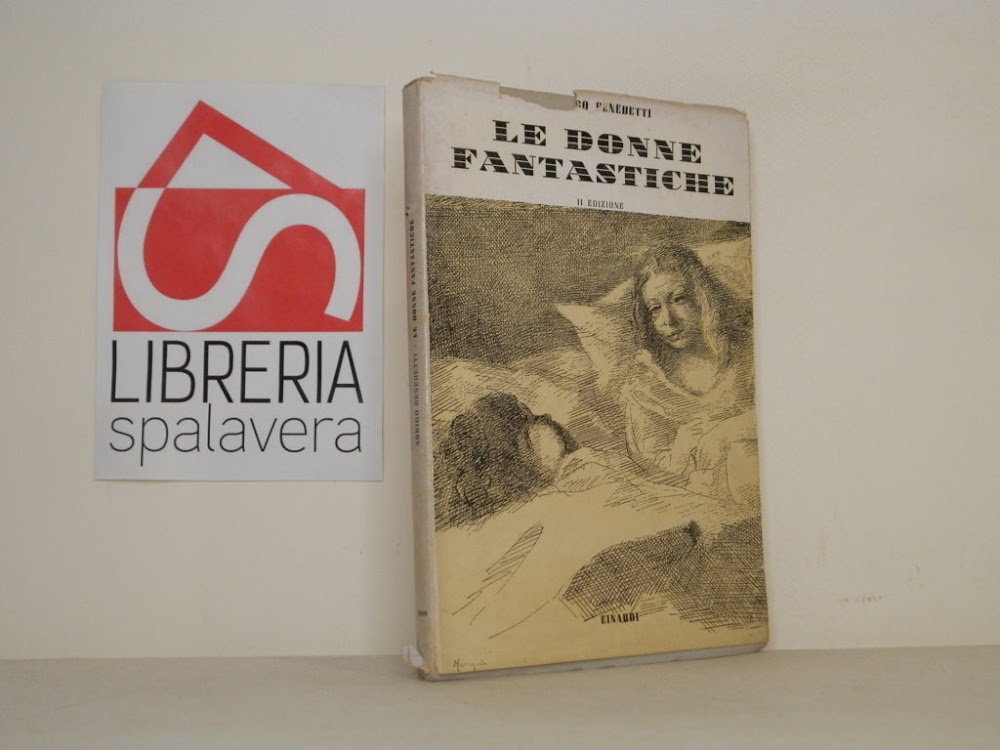 LIBRERIA
spalavera
BENEDETTI
LE DONNE
FANTASTICHE
II EDIZIONE
EINAUDI
ARRIGO BENEDETTI - LE DONNE FANTASTICHE